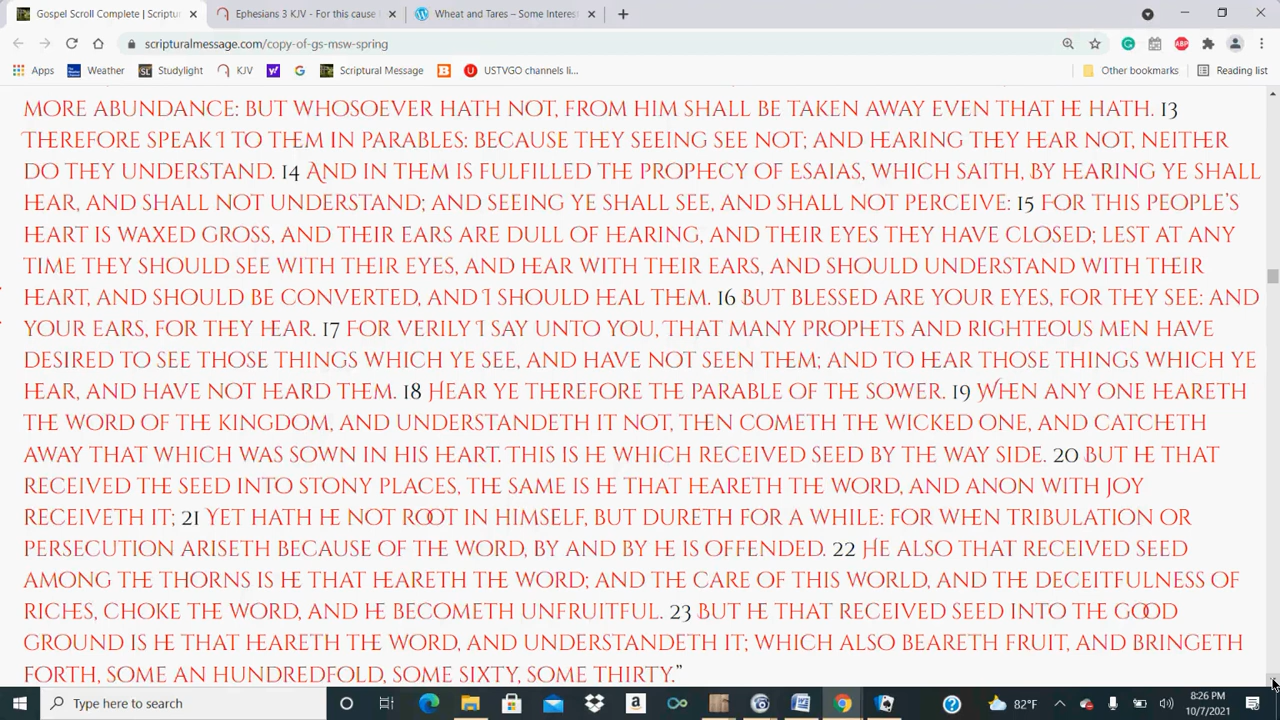 Gospel Scroll Complete | Scriptur
Ephesians 3 KJV - For this cause I
Wheat and Tares – Some Interest
scripturalmessage.com/copy-of-gs-msw-spring
Apps
Weather
Studylight
KJV
Scriptural Message
USTVGO channels li...
Other bookmarks
Reading list
MORE ABUNDANCE: BUT WHOSOEVER HATH NOT, FROM HIM SHALL BE TAKEN AWAY EVEN THAT HE HATH. 13
THEREFORE SPEAK I TO THEM IN PARABLES: BECAUSE THEY SEEING SEE NOT; AND HEARING THEY HEAR NOT, NEITHER
DO THEY UNDERSTAND. 14 AND IN THEM IS FULFILLED THE PROPHECY OF ESAIAS, WHICH SAITH, BY HEARING YE SHALL
HEAR, AND SHALL NOT UNDERSTAND; AND SEEING YE SHALL SEE, AND SHALL NOT PERCEIVE: 15 FOR THIS PEOPLE'S
HEART IS WAXED GROSS, AND THEIR EARS ARE DULL OF HEARING, AND THEIR EYES THEY HAVE CLOSED; LEST AT ANY
TIME THEY SHOULD SEE WITH THEIR EYES, AND HEAR WITH THEIR EARS, AND SHOULD UNDERSTAND WITH THEIR
HEART, AND SHOULD BE CONVERTED, AND I SHOULD HEAL THEM. 16 BUT BLESSED ARE YOUR EYES, FOR THEY SEE: AND
YOUR EARS, FOR THEY HEAR. 17 FOR VERILY I SAY UNTO YOU, THAT MANY PROPHETS AND RIGHTEOUS MEN HAVE
DESIRED TO SEE THOSE THINGS WHICH YE SEE, AND HAVE NOT SEEN THEM; AND TO HEAR THOSE THINGS WHICH YE
HEAR, AND HAVE NOT HEARD THEM. 18 HEAR YE THEREFORE THE PARABLE OF THE SOWER. 19 WHEN ANY ONE HEARETH
THE WORD OF THE KINGDOM, AND UNDERSTANDETH IT NOT, THEN COMETH THE WICKED ONE, AND CATCHETH
AWAY THAT WHICH WAS SOWN IN HIS HEART. THIS IS HE WHICH RECEIVED SEED BY THE WAY SIDE. 20 BUT HE THAT
RECEIVED THE SEED INTO STONY PLACES, THE SAME IS HE THAT HEARETH THE WORD, AND ANON WITH JOY
RECEIVETH IT; 21 YET HATH HE NOT ROOT IN HIMSELF, BUT DURETH FOR A WHILE: FOR WHEN TRIBULATION OR
PERSECUTION ARISETH BECAUSE OF THE WORD, BY AND BY HE IS OFFENDED. 22 HE ALSO THAT RECEIVED SEED
AMONG THE THORNS IS HE THAT HEARETH THE WORD; AND THE CARE OF THIS WORLD, AND THE DECEITFULNESS OF
RICHES, CHOKE THE WORD, AND HE BECOMETH UNFRUITFUL. 23 BUT HE THAT RECEIVED SEED INTO THE GOOD
GROUND IS HE THAT HEARETH THE WORD, AND UNDERSTANDETH IT; WHICH ALSO BEARETH FRUIT, AND BRINGETH
FORTH, SOME AN HUNDREDFOLD, SOME SIXTY, SOME THIRTY.”
Type here to search
82°F
8:26 PM
10/7/2021